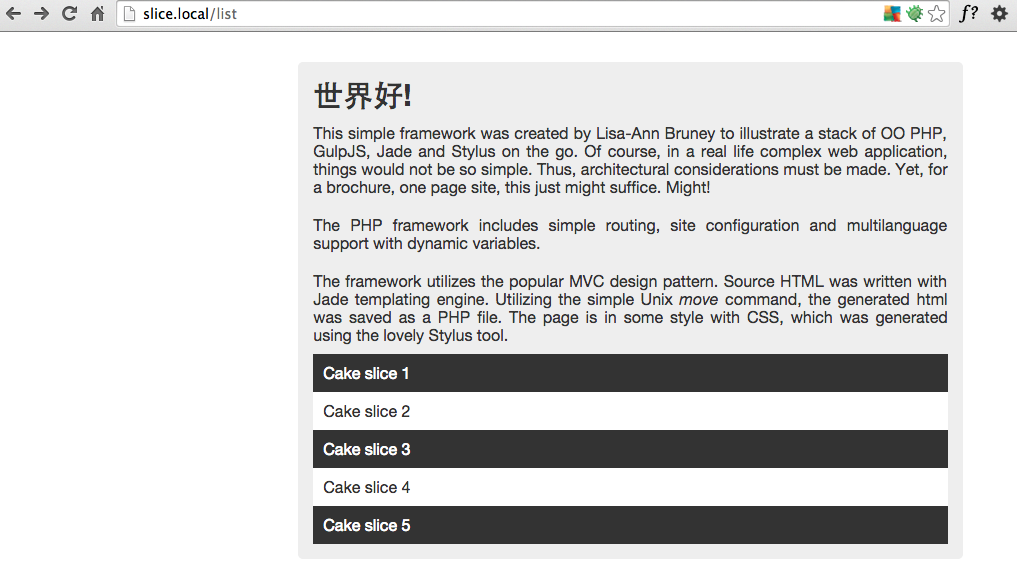 slice.local/list
f?
世界好!
This simple framework was created by Lisa-Ann Bruney to illustrate a stack of OO PHP,
GulpJS, Jade and Stylus on the go. Of course, in a real life complex web application,
things would not be so simple. Thus, architectural considerations must be made. Yet, for
a brochure, one page site, this just might suffice. Might!
The PHP framework includes simple routing, site configuration and multilanguage
support with dynamic variables.
The framework utilizes the popular MVC design pattern. Source HTML was written with
Jade templating engine. Utilizing the simple Unix move command, the generated html
was saved as a PHP file. The page is in some style with CSS, which was generated
using the lovely Stylus tool.
Cake slice 1
Cake slice 2
Cake slice 3
Cake slice 4
Cake slice 5